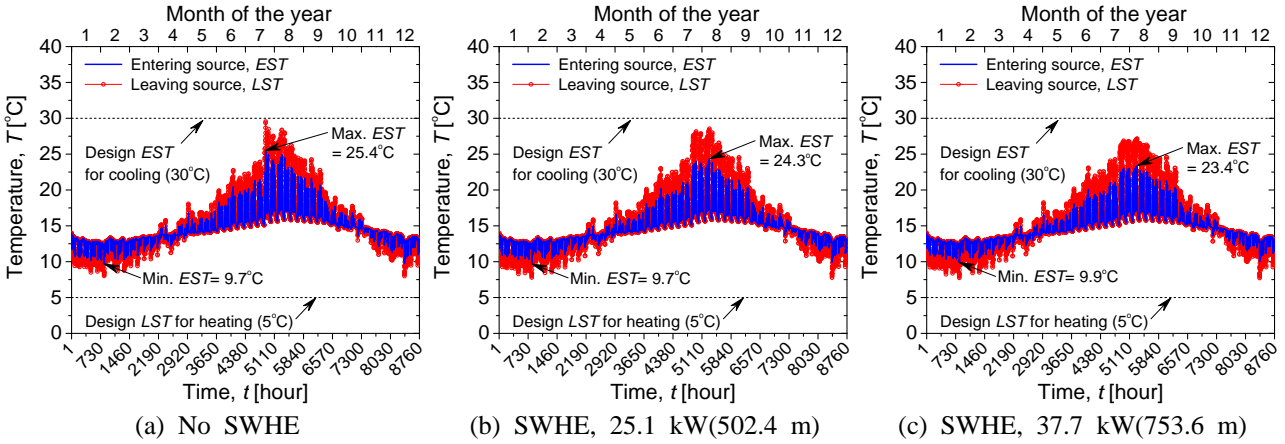 Month of the year
1 2 3 4 5 6 7 8 9 10 11 12
40
35
30
25
20
15
10
5
0
Temperature, T [°C]
Entering source, EST
Leaving source, LST
Design EST
for cooling (30°C)
Max. EST
= 25.4°C
Min. EST= 9.7°C
Design LST for heating (5°C)
1 730 1460 2190 2920 3650 4380 5110 5840 6570 7300 8030 8760
Time, t [hour]
(a) No SWHE
Month of the year
1 2 3 4 5 6 7 8 9 10 11 12
40
35
30
25
20
15
10
5
0
Temperature, T [°C]
Entering source, EST
Leaving source, LST
Design EST
for cooling (30°C)
Max. EST
= 24.3°C
Min. EST= 9.7°C
Design LST for heating (5°C)
1 730 1460 2190 2920 3650 4380 5110 5840 6570 7300 8030 8760
Time, t [hour]
(b) SWHE, 25.1 kW(502.4 m)
Month of the year
1 2 3 4 5 6 7 8 9 10 11 12
40
35
30
25
20
15
10
5
0
Temperature, T [°C]
Entering source, EST
Leaving source, LST
Design EST
for cooling (30°C)
Max. EST
= 23.4°C
Min. EST= 9.9°C
Design LST for heating (5°C)
1 730 1460 2190 2920 3650 4380 5110 5840 6570 7300 8030 8760
Time, t [hour]
(c) SWHE, 37.7 kW(753.6 m)